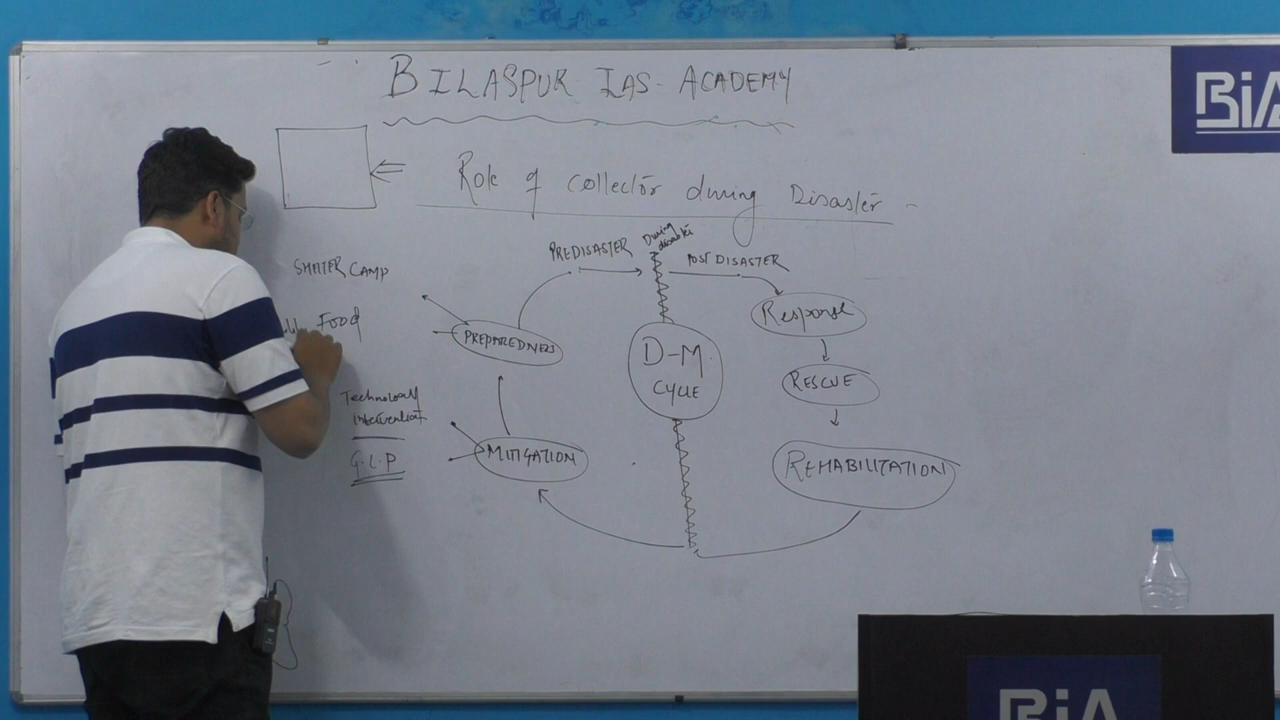 BILASPUR IAS-ACADEMY
BiA
Role of collector during Disaster -
PREDISASTER
During
disaster
POST DISASTER
SHELTER CAMP
Food
PREPAREDNESS
D-M
CYCLE
Response
RESCUE
Technology
intervention
G.L.P
MITIGATION
REHABILITATION
BiA